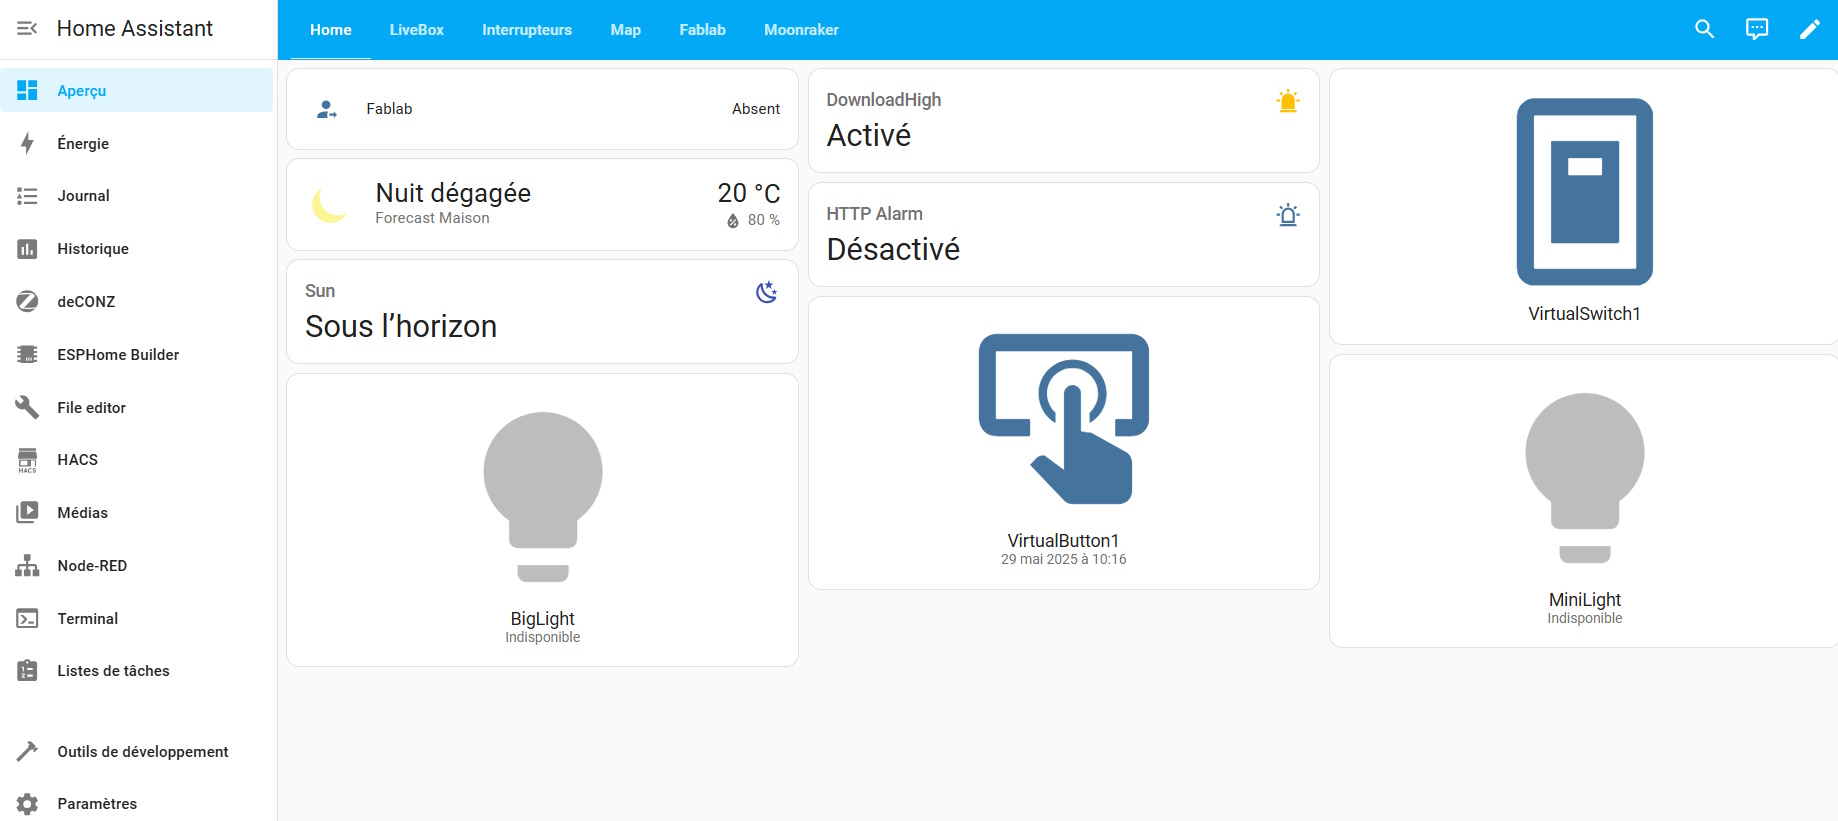 Home Assistant
Home LiveBox Interrupteurs Map Fablab Moonraker
Aperçu
Énergie
Journal
Historique
deCONZ
ESPHome Builder
File editor
HACS
HACS
Médias
Node-RED
Terminal
Listes de tâches
Outils de développement
Paramètres
Fablab Absent
Nuit dégagée 20 °C
Forecast Maison 80 %
Sun
Sous l’horizon
BigLight
Indisponible
DownloadHigh
Activé
HTTP Alarm
Désactivé
VirtualButton1
29 mai 2025 à 10:16
VirtualSwitch1
MiniLight
Indisponible